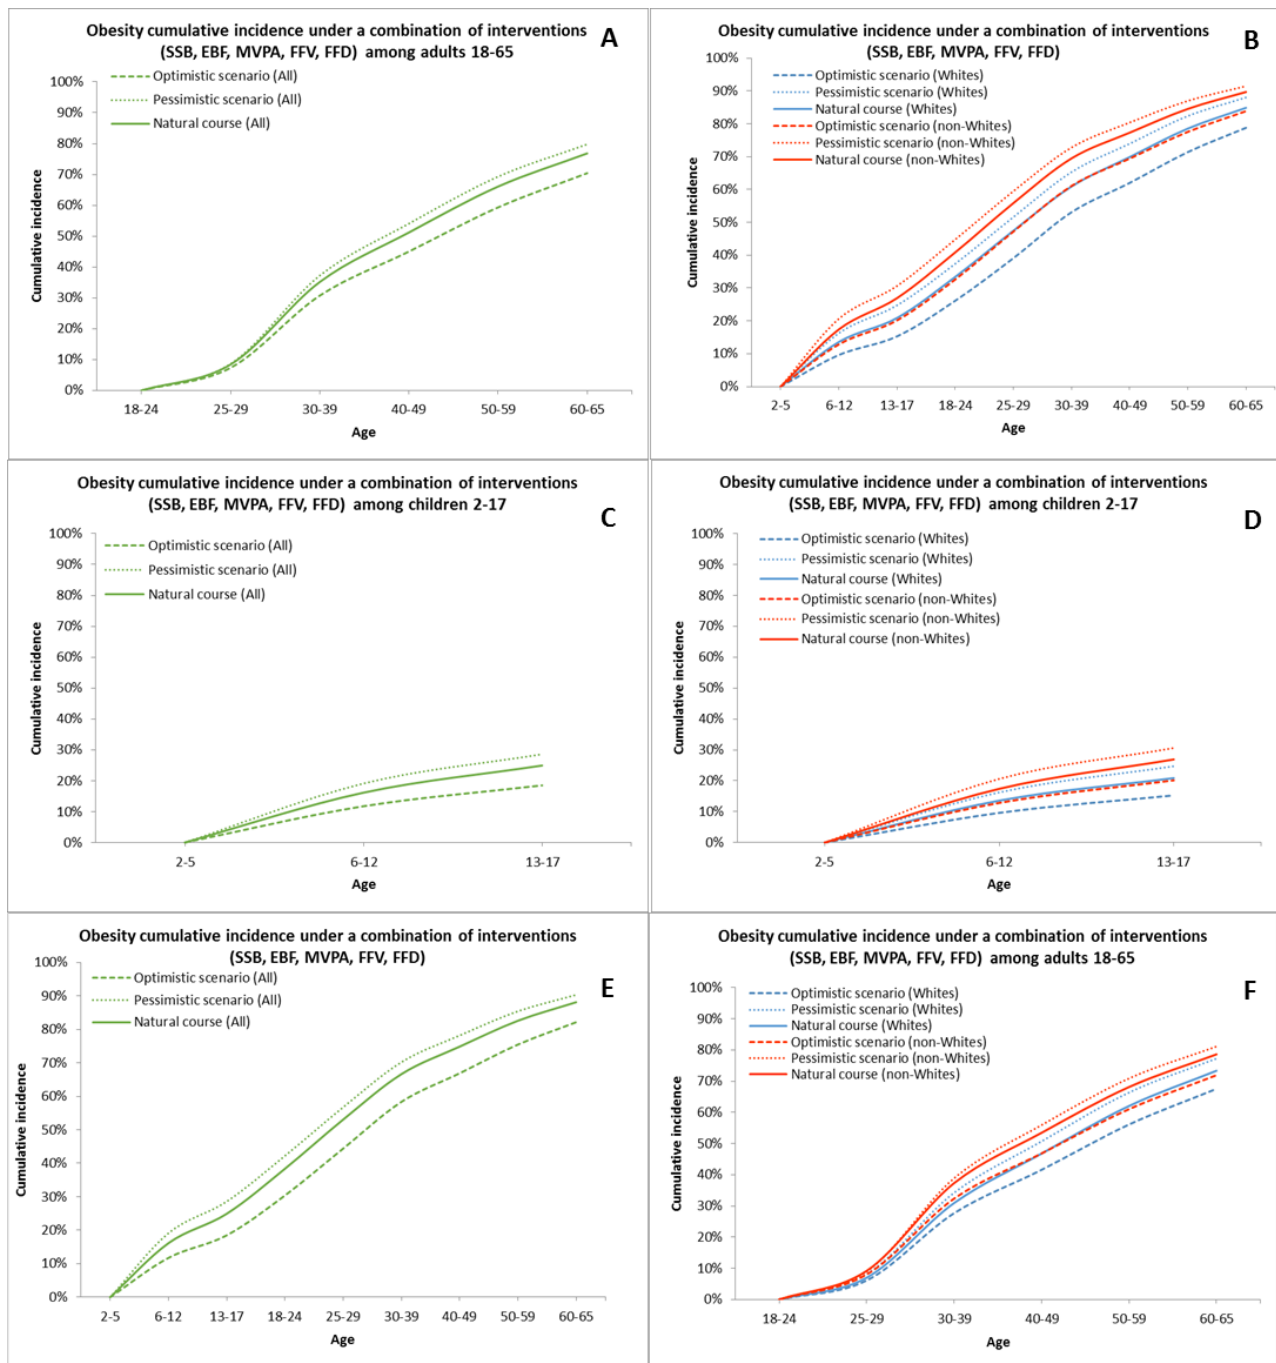 Obesity cumulative incidence under a combination of interventions
(SSB, EBF, MVPA, FFV, FFD) among adults 18-65
A
100%
90%
80%
70%
60%
50%
40%
30%
20%
10%
0%
Cumulative incidence
Optimistic scenario (All)
Pessimistic scenario (All)
Natural course (All)
18-24 25-29 30-39 40-49 50-59 60-65
Age
Obesity cumulative incidence under a combination of interventions
(SSB, EBF, MVPA, FFV, FFD)
B
100%
90%
80%
70%
60%
50%
40%
30%
20%
10%
0%
Cumulative incidence
Optimistic scenario (Whites)
Pessimistic scenario (Whites)
Natural course (Whites)
Optimistic scenario (non-Whites)
Pessimistic scenario (non-Whites)
Natural course (non-Whites)
2-5 6-12 13-17 18-24 25-29 30-39 40-49 50-59 60-65
Age
Obesity cumulative incidence under a combination of interventions
(SSB, EBF, MVPA, FFV, FFD) among children 2-17
C
100%
90%
80%
70%
60%
50%
40%
30%
20%
10%
0%
Cumulative incidence
Optimistic scenario (All)
Pessimistic scenario (All)
Natural course (All)
2-5 6-12 13-17
Age
Obesity cumulative incidence under a combination of interventions
(SSB, EBF, MVPA, FFV, FFD) among children 2-17
D
100%
90%
80%
70%
60%
50%
40%
30%
20%
10%
0%
Cumulative incidence
Optimistic scenario (Whites)
Pessimistic scenario (Whites)
Natural course (Whites)
Optimistic scenario (non-Whites)
Pessimistic scenario (non-Whites)
Natural course (non-Whites)
2-5 6-12 13-17
Age
Obesity cumulative incidence under a combination of interventions
(SSB, EBF, MVPA, FFV, FFD)
E
100%
90%
80%
70%
60%
50%
40%
30%
20%
10%
0%
Cumulative incidence
Optimistic scenario (All)
Pessimistic scenario (All)
Natural course (All)
2-5 6-12 13-17 18-24 25-29 30-39 40-49 50-59 60-65
Age
Obesity cumulative incidence under a combination of interventions
(SSB, EBF, MVPA, FFV, FFD) among adults 18-65
F
100%
90%
80%
70%
60%
50%
40%
30%
20%
10%
0%
Cumulative incidence
Optimistic scenario (Whites)
Pessimistic scenario (Whites)
Natural course (Whites)
Optimistic scenario (non-Whites)
Pessimistic scenario (non-Whites)
Natural course (non-Whites)
18-24 25-29 30-39 40-49 50-59 60-65
Age